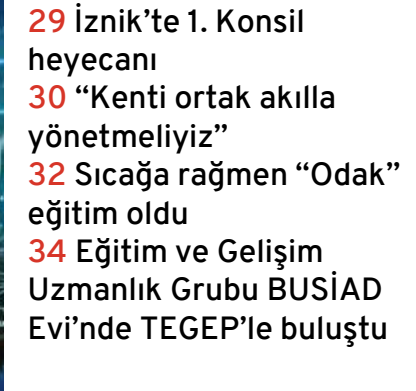 29 İznik’te 1. Konsil
heyecanı
30 “Kenti ortak akılla
yönetmeliyiz”
32 Sıcağa rağmen “Odak”
eğitim oldu
34 Eğitim ve Gelişim
Uzmanlık Grubu BUSİAD
Evi’nde TEGEP’le buluştu